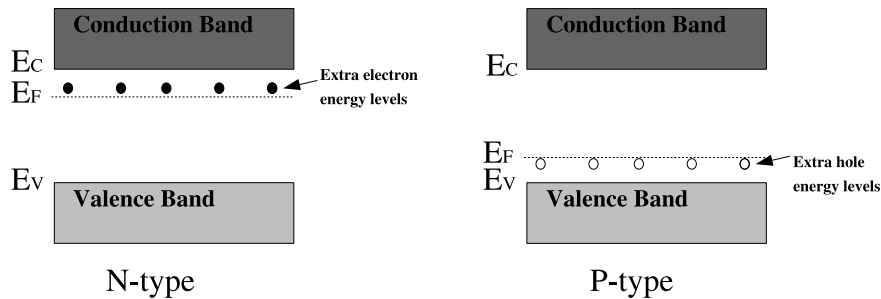 Conduction Band
EC
Extra electron
energy levels
EF
EV
Valence Band
N-type
Conduction Band
EC
EF
Extra hole
energy levels
EV
Valence Band
P-type